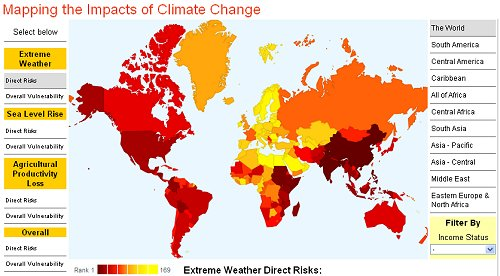 Mapping the Impacts of Climate Change
Select below
Extreme
Weather
Direct Risks
Overall Vulnerability
Sea Level Rise
Direct Risks
Overall Vulnerability
Agricultural
Productivity
Loss
Direct Risks
Overall Vulnerability
Overall
Direct Risks
Overall Vulnerability
Rank 1
169
Extreme Weather Direct Risks:
The World
South America
Central America
Caribbean
All of Africa
Central Africa
South Asia
Asia - Pacific
Asia - Central
Middle East
Eastern Europe &
North Africa
Filter By
Income Status
-